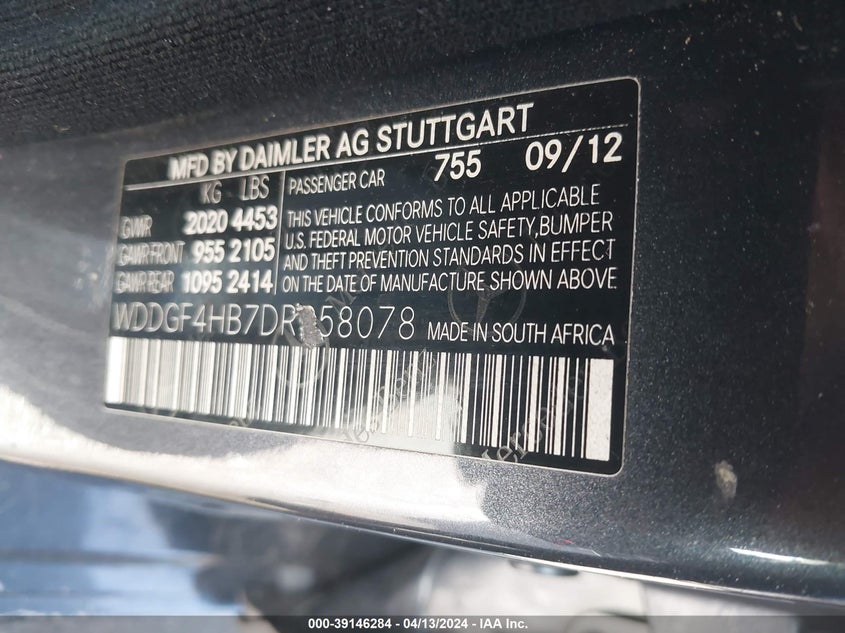 MFD BY DAIMLER AG STUTTGART
KG LBS
GVWR 2020 4453
GAWR FRONT 955 2105
GAWR REAR 1095 2414
PASSENGER CAR 755 09/12
THIS VEHICLE CONFORMS TO ALL APPLICABLE
U.S. FEDERAL MOTOR VEHICLE SAFETY,BUMPER
AND THEFT PREVENTION STANDARDS IN EFFECT
ON THE DATE OF MANUFACTURE SHOWN ABOVE
MADE IN SOUTH AFRICA
000-39146284 - 04/13/2024 - IAA Inc.